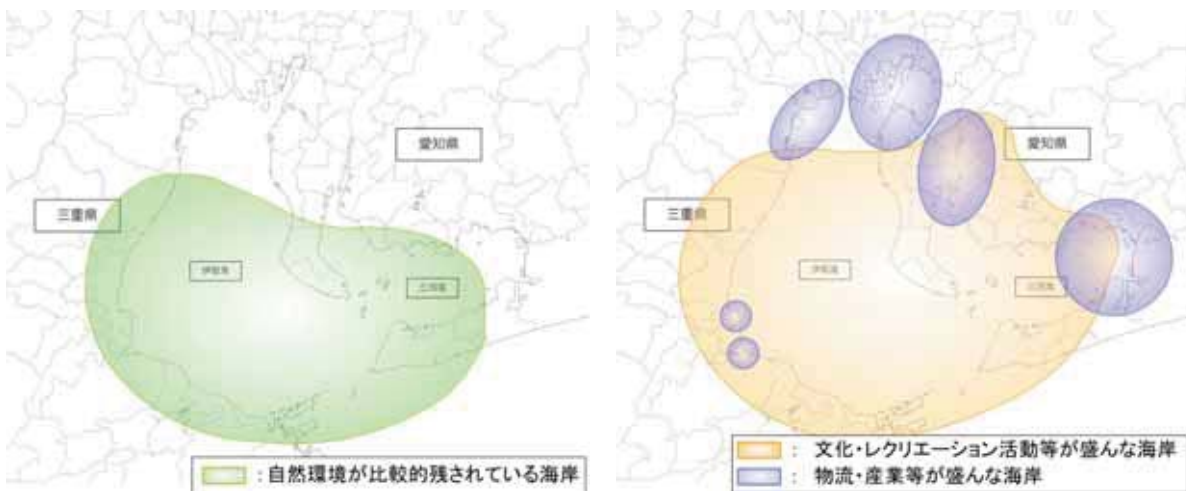 愛知県
三重県
伊勢湾
三河湾
：自然環境が比較的残されている海岸
愛知県
三重県
伊勢湾
三河湾
： 文化・レクリエーション活動等が盛んな海岸
： 物流・産業等が盛んな海岸